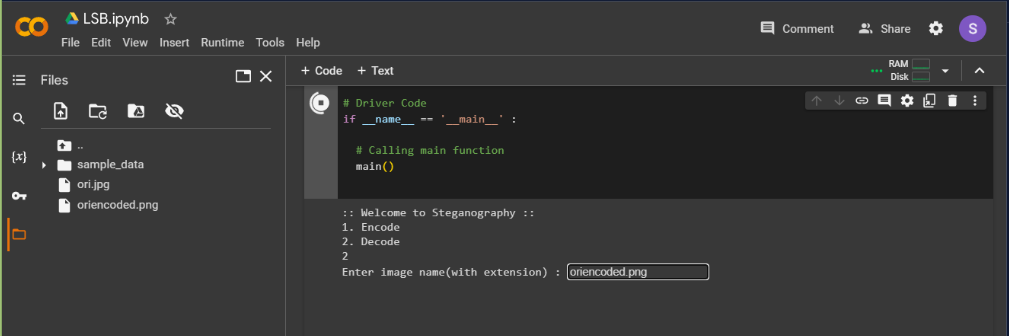 LSB.ipynb
File Edit View Insert Runtime Tools Help
Comment
Share
S
Files
+ Code + Text
RAM
Disk
{x}
..
sample_data
ori.jpg
oriencoded.png
# Driver Code
if __name__ == '__main__' :
# Calling main function
main()
:: Welcome to Steganography ::
1. Encode
2. Decode
2
Enter image name(with extension) : oriencoded.png